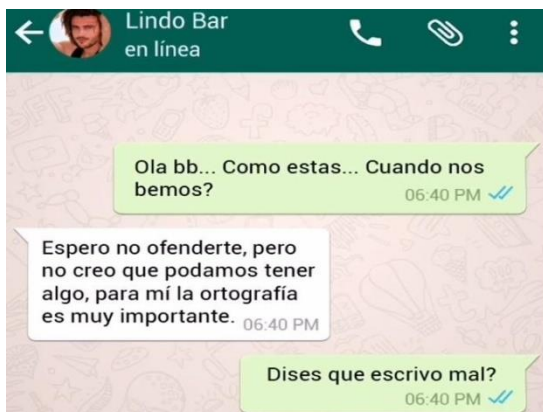 Lindo Bar
en línea
Ola bb... Como estas... Cuando nos
bemos?
06:40 PM
Espero no ofenderte, pero
no creo que podamos tener
algo, para mí la ortografía
es muy importante. 06:40 PM
Dises que escrivo mal?
06:40 PM